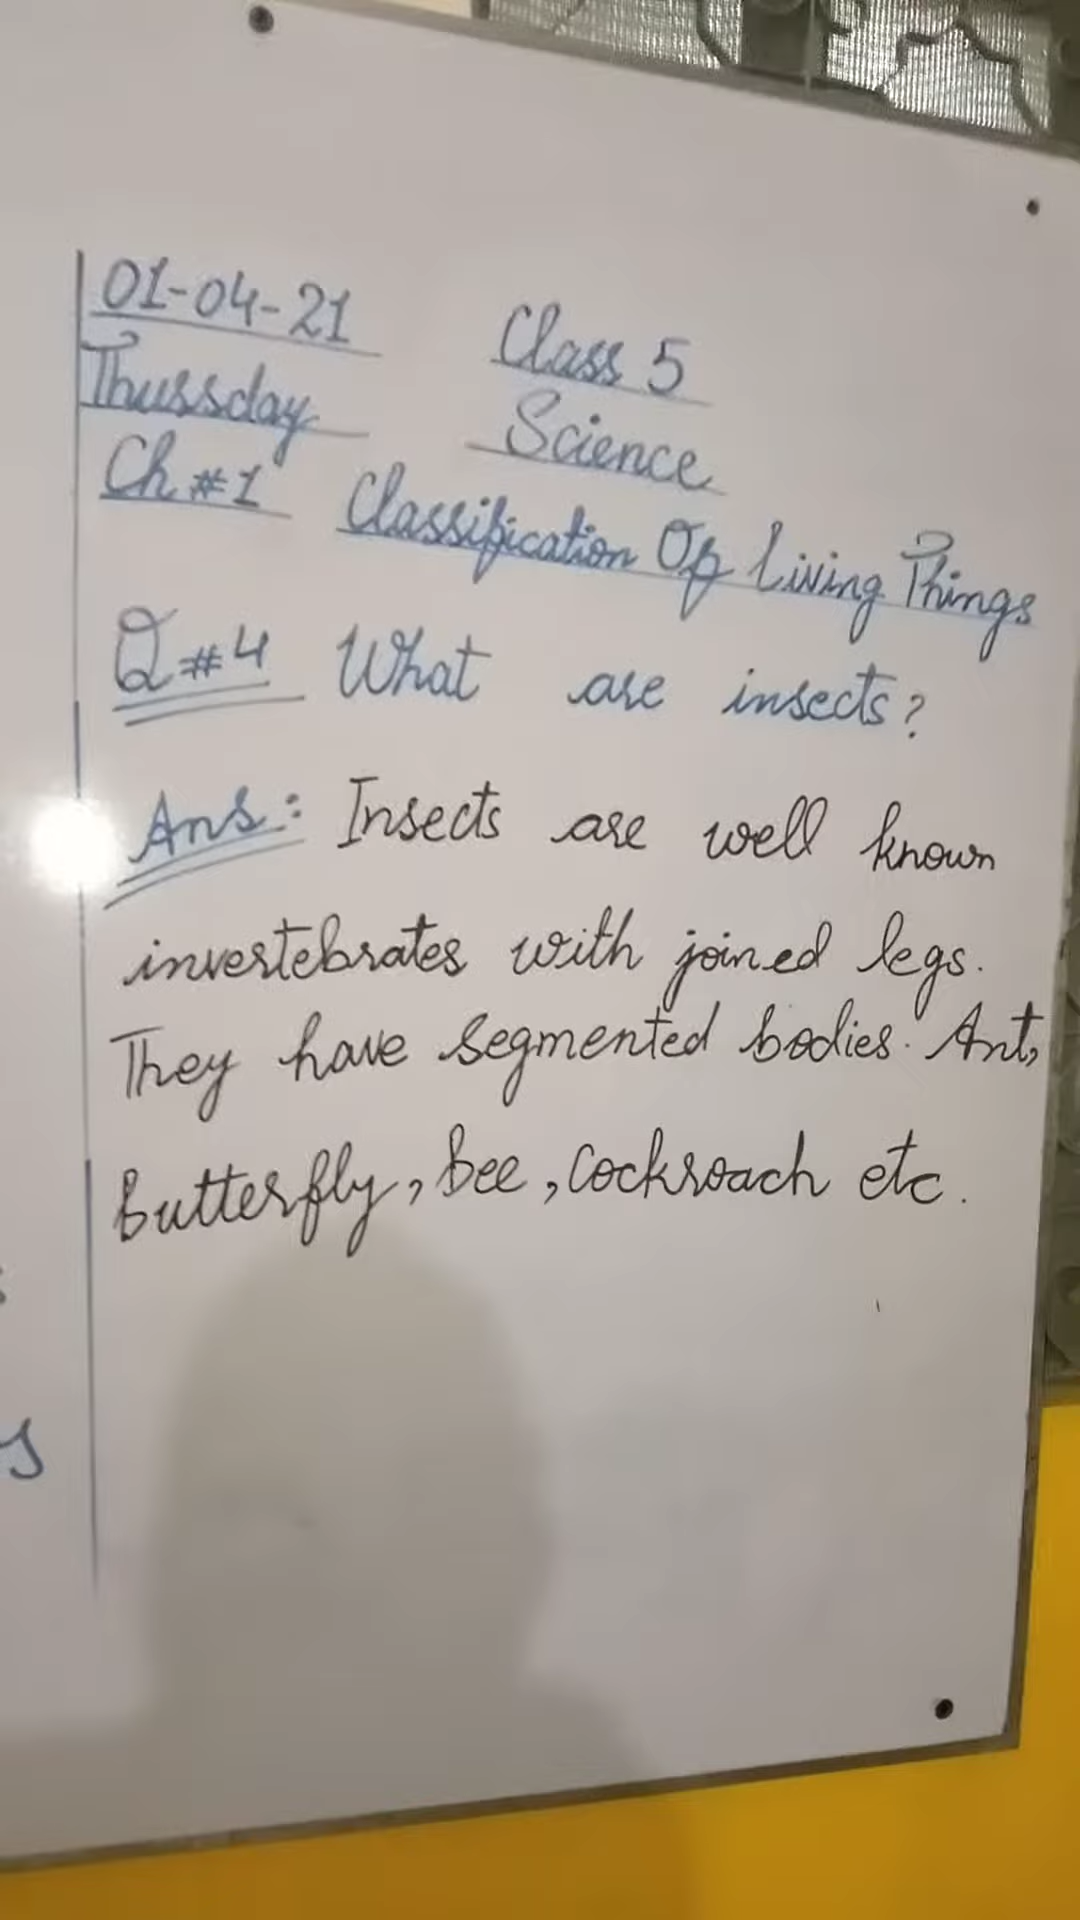 01-04-21
Class 5
Thursday
Science
Ch #1 Classification Of Living Things
Q #4 What are insects?
Ans: Insects are well known
invertebrates with joined legs.
They have segmented bodies. Ant,
butterfly, bee, cockroach etc.